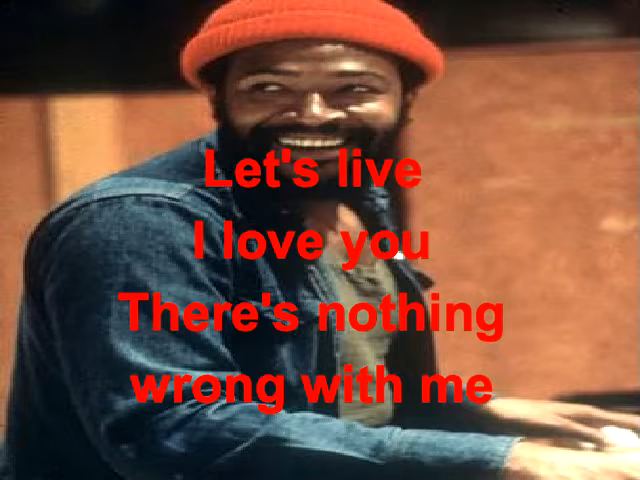 Let's live
I love you
There's nothing
wrong with me